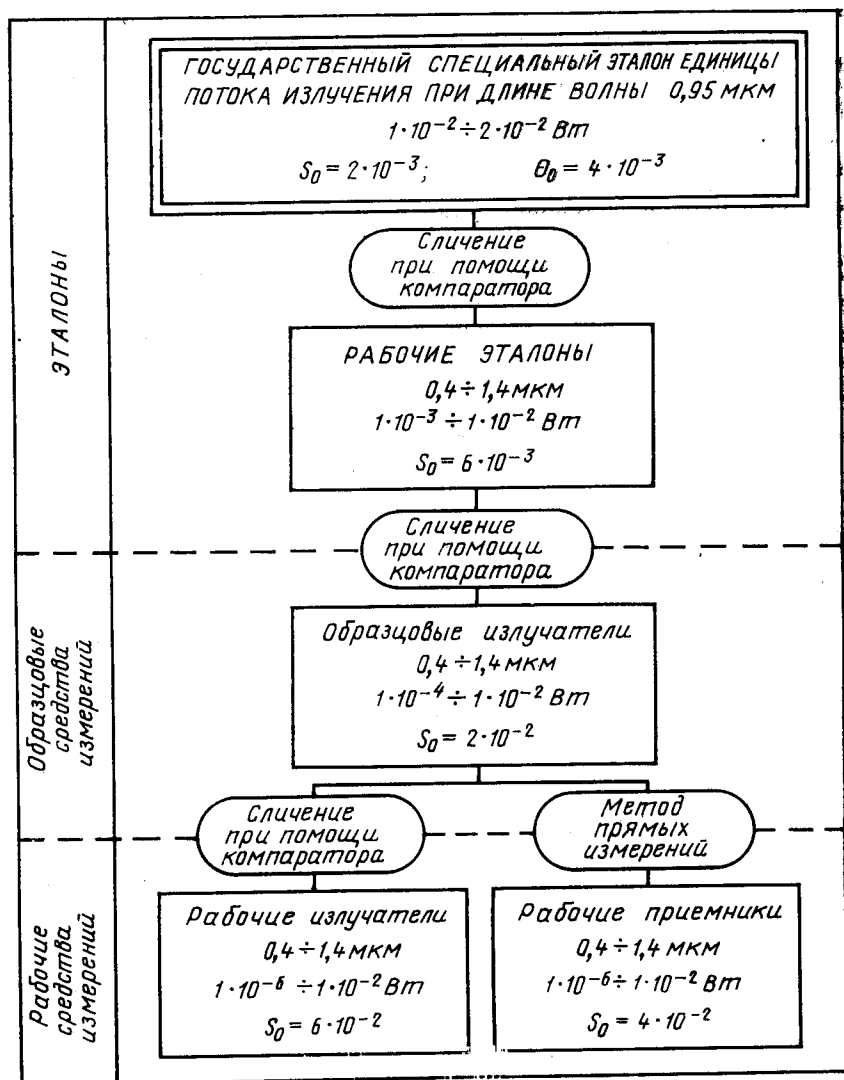 ГОСУДАРСТВЕННЫЙ СПЕЦИАЛЬНЫЙ ЭТАЛОН ЕДИНИЦЫ
ПОТОКА ИЗЛУЧЕНИЯ ПРИ ДЛИНЕ ВОЛНЫ 0,95 МКМ
1·10⁻²÷2·10⁻² Вт
S₀ = 2·10⁻³; Θ₀ = 4·10⁻³
Сличение
при помощи
компаратора
ЭТАЛОНЫ
РАБОЧИЕ ЭТАЛОНЫ
0,4÷1,4 мкм
1·10⁻³÷1·10⁻² Вт
S₀ = 6·10⁻³
Сличение
при помощи
компаратора
Образцовые
средства
измерений
Образцовые излучатели
0,4÷1,4 мкм
1·10⁻⁴÷1·10⁻² Вт
S₀ = 2·10⁻²
Сличение
при помощи
компаратора
Метод
прямых
измерений
Рабочие
средства
измерений
Рабочие излучатели
0,4÷1,4 мкм
1·10⁻⁶÷1·10⁻² Вт
S₀ = 6·10⁻²
Рабочие приемники
0,4÷1,4 мкм
1·10⁻⁶÷1·10⁻² Вт
S₀ = 4·10⁻²